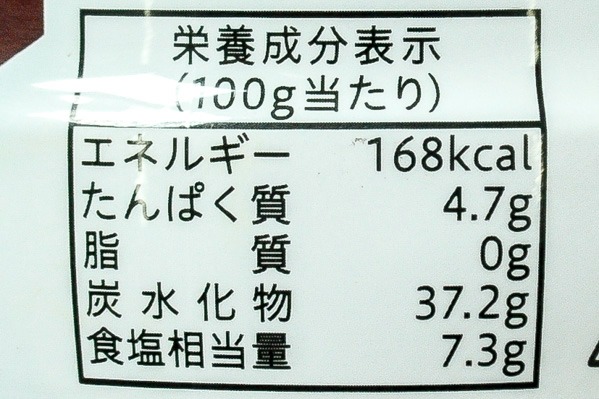 栄養成分表示
(100g当たり)
エネルギー 168kcal
たんぱく質 4.7g
脂質 0g
炭水化物 37.2g
食塩相当量 7.3g